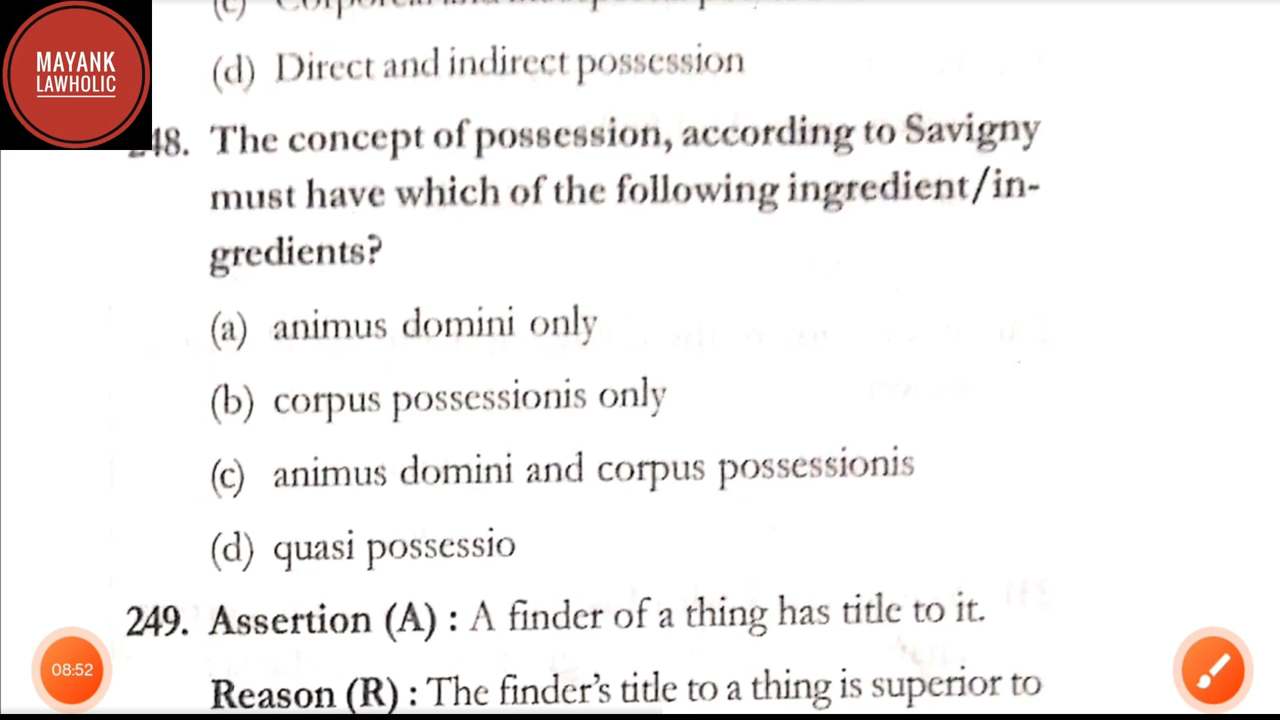 MAYANK
LAWHOLIC
(d) Direct and indirect possession
248. The concept of possession, according to Savigny
must have which of the following ingredient/in-
gredients?
(a) animus domini only
(b) corpus possessionis only
(c) animus domini and corpus possessionis
(d) quasi possessio
249. Assertion (A) : A finder of a thing has title to it.
Reason (R) : The finder's title to a thing is superior to
08:52